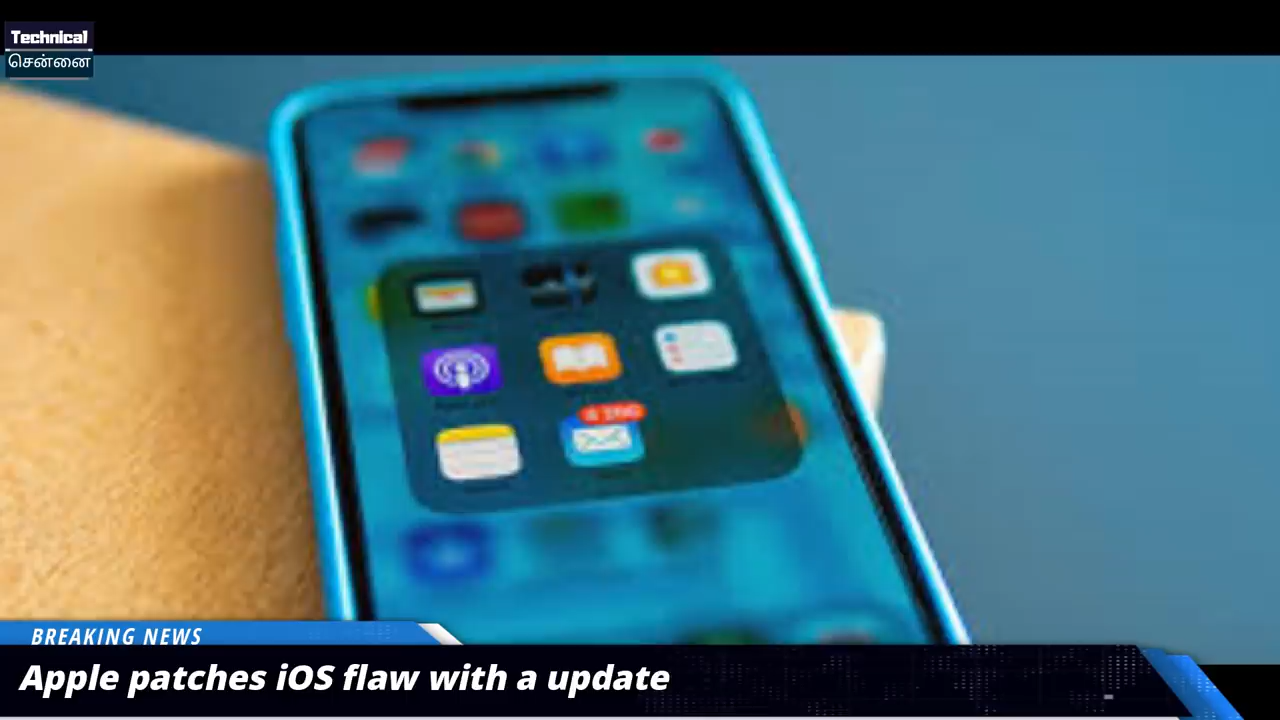 Technical
சென்னை
BREAKING NEWS
Apple patches iOS flaw with a update